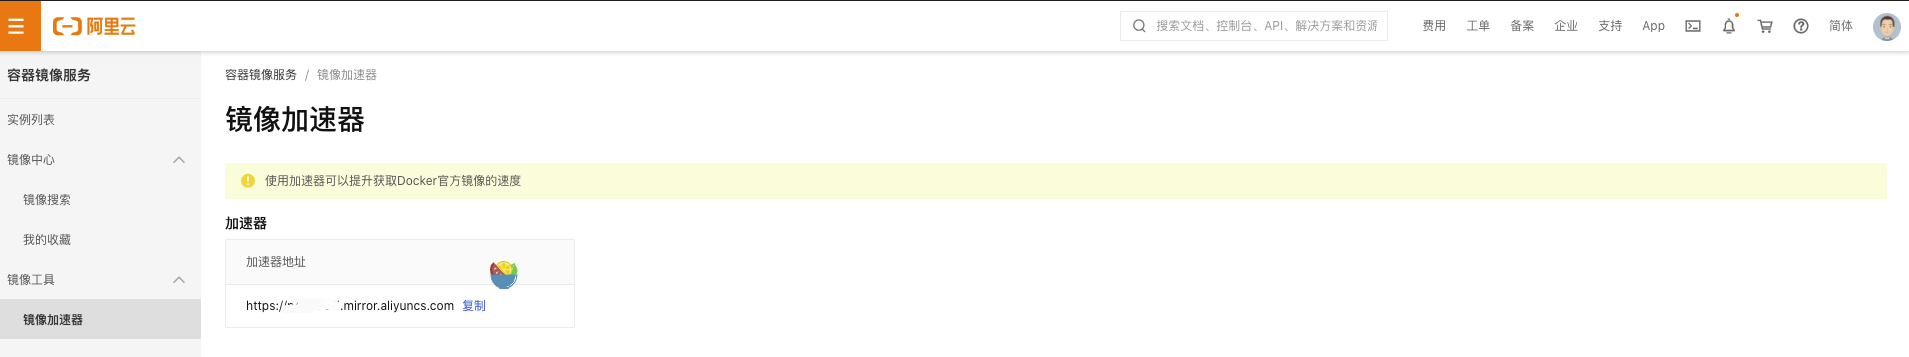 阿里云
搜索文档、控制台、API、解决方案和资源
费用 工单 备案 企业 支持 App 简体
容器镜像服务
实例列表
镜像中心
镜像搜索
我的收藏
镜像工具
镜像加速器
容器镜像服务 / 镜像加速器
镜像加速器
使用加速器可以提升获取Docker官方镜像的速度
加速器
加速器地址
https:/ .mirror.aliyuncs.com 复制